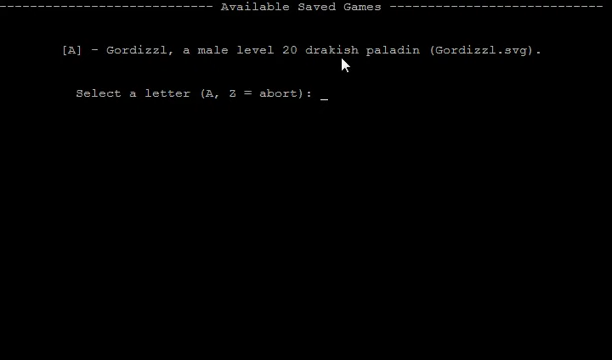 ---------------------------- Available Saved Games ----------------------------
[A] - Gordizzl, a male level 20 drakish paladin (Gordizzl.svg).
Select a letter (A, Z = abort): _